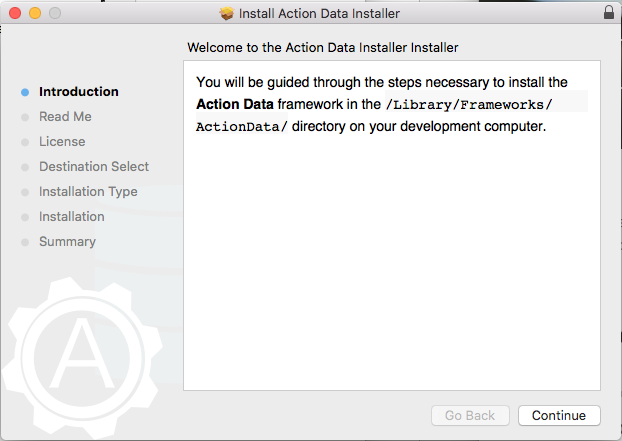 Install Action Data Installer
Welcome to the Action Data Installer Installer
Introduction
Read Me
License
Destination Select
Installation Type
Installation
Summary
You will be guided through the steps necessary to install the
Action Data framework in the /Library/Frameworks/
ActionData/ directory on your development computer.
A
Go Back
Continue